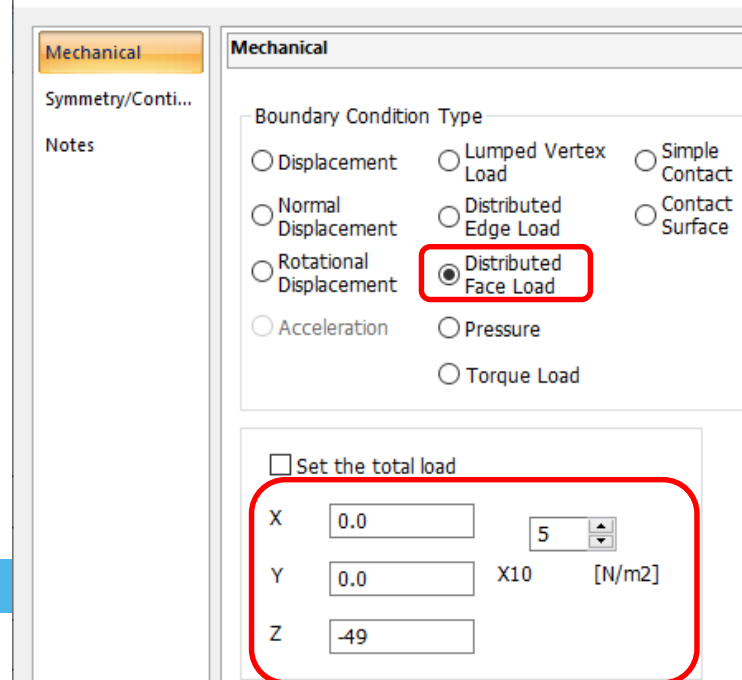 Mechanical
Symmetry/Conti...
Notes
Mechanical
Boundary Condition Type
Displacement
Lumped Vertex
Load
Simple
Contact
Normal
Displacement
Distributed
Edge Load
Contact
Surface
Rotational
Displacement
Distributed
Face Load
Acceleration
Pressure
Torque Load
Set the total load
X 0.0
5
Y 0.0 X10 [N/m2]
Z -49